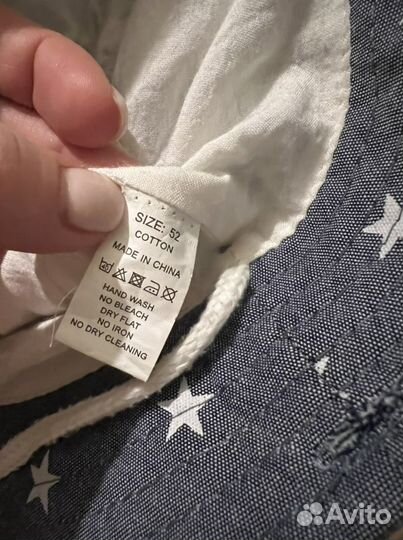 SIZE: 52
COTTON
MADE IN CHINA
HAND WASH
NO BLEACH
DRY FLAT
NO IRON
NO DRY CLEANING
Avito